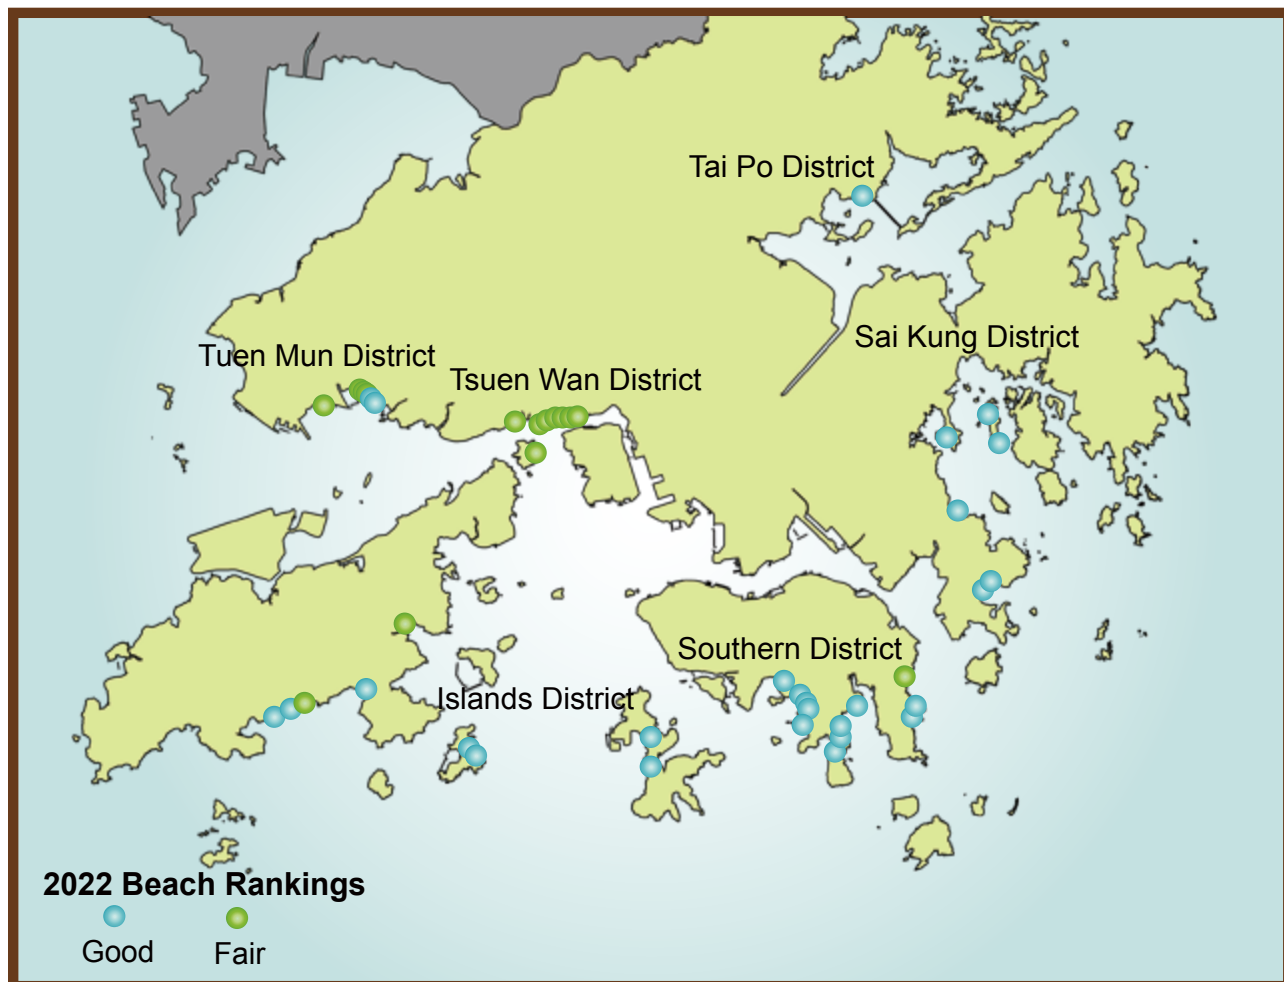 Tai Po District
Sai Kung District
Tuen Mun District
Tsuen Wan District
Southern District
Islands District
2022 Beach Rankings
Good
Fair